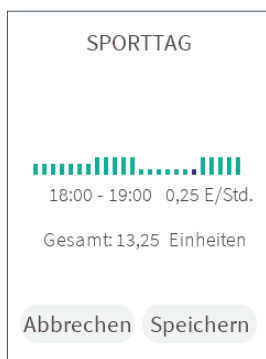 SPORTTAG
18:00 - 19:00 0,25 E/Std.
Gesamt: 13,25 Einheiten
Abbrechen Speichern